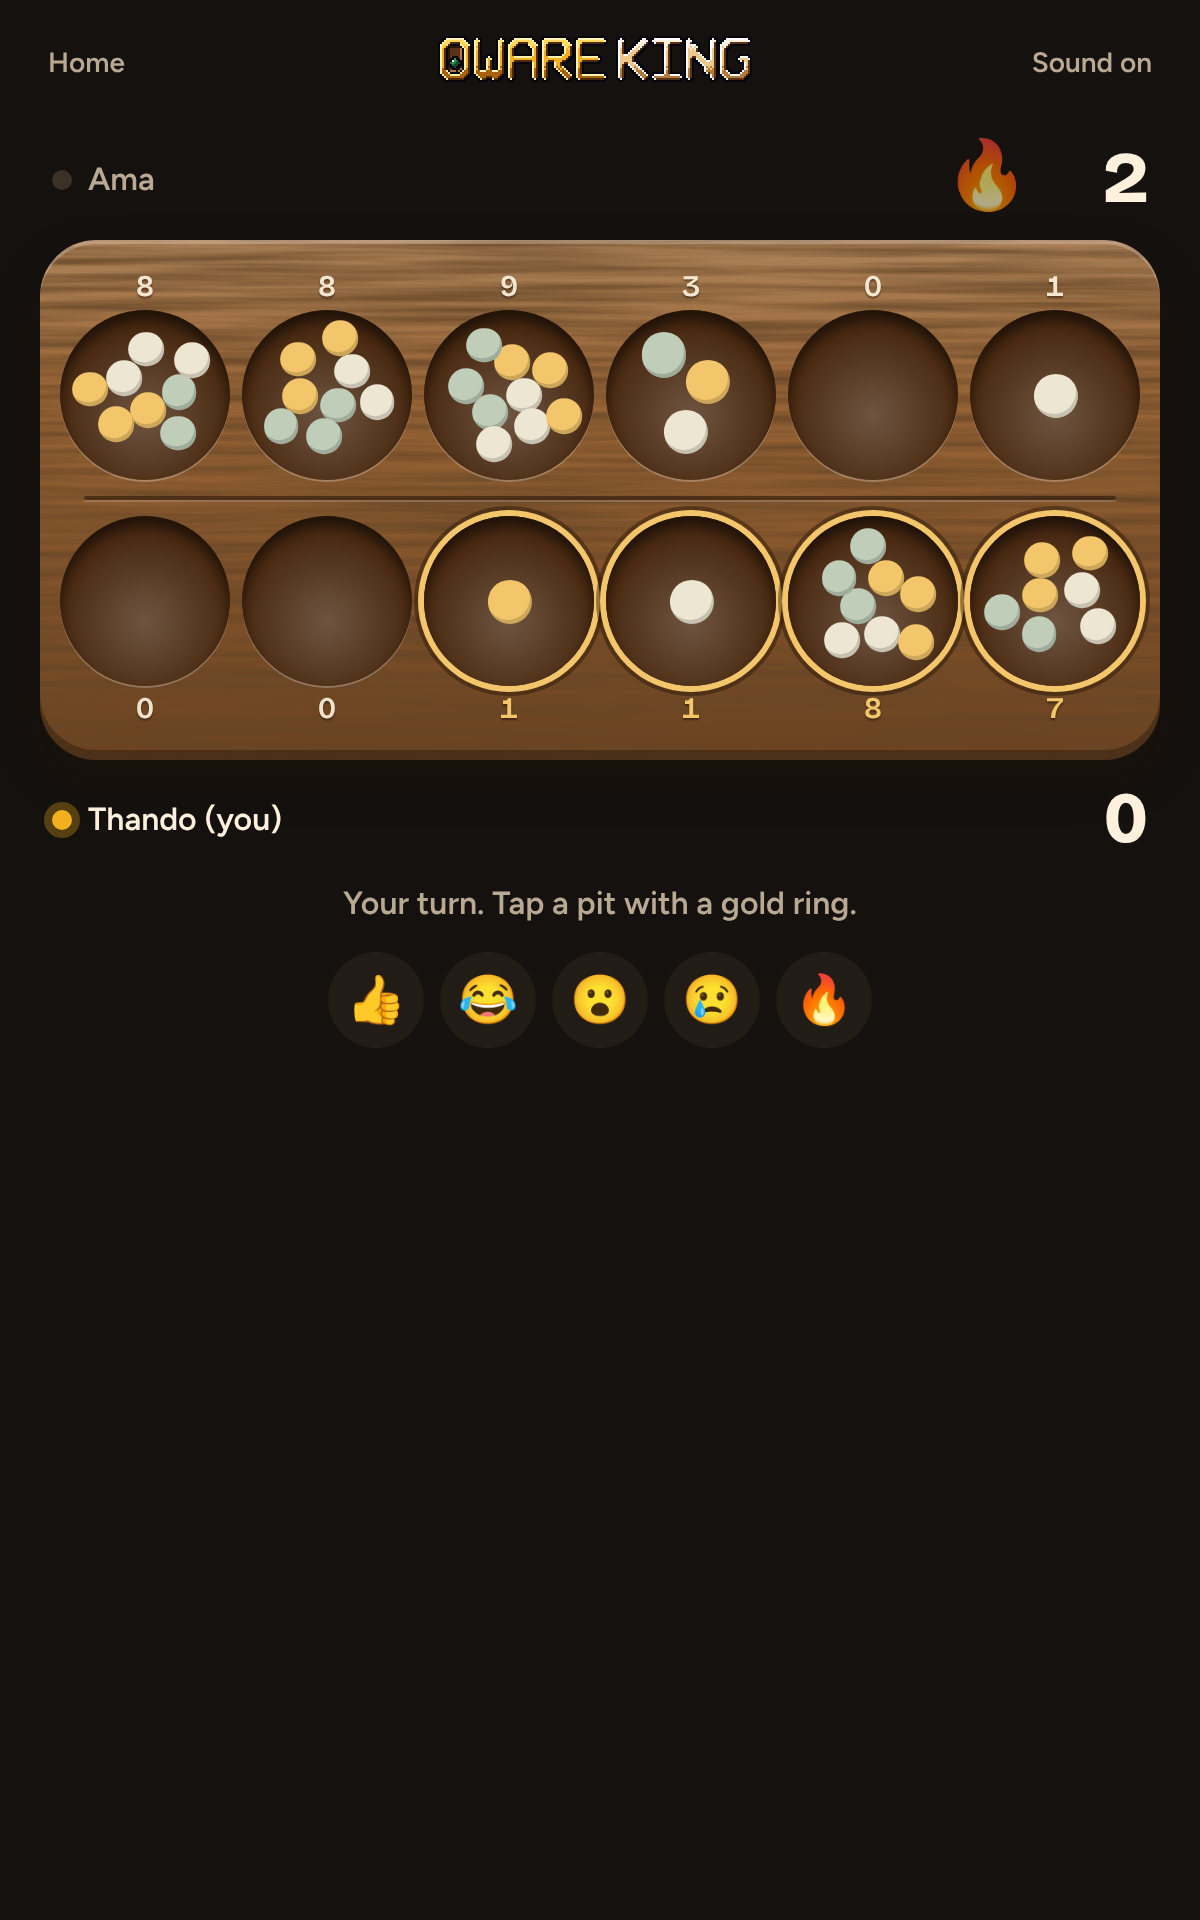 Home
OWARE KING
Sound on
Ama
2
8 8 9 3 0 1
0 0 1 1 8 7
Thando (you)
0
Your turn. Tap a pit with a gold ring.